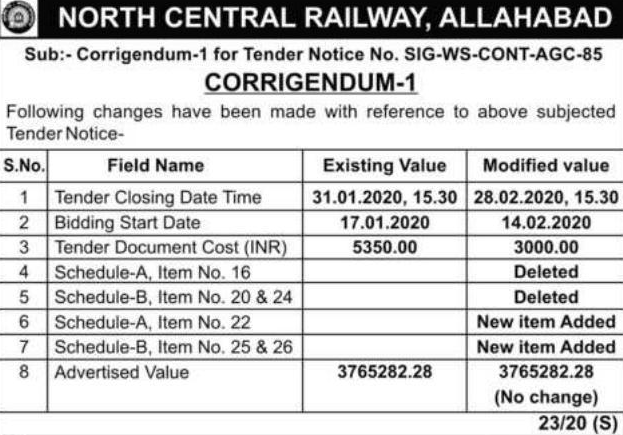 NORTH CENTRAL RAILWAY, ALLAHABAD
Sub:- Corrigendum-1 for Tender Notice No. SIG-WS-CONT-AGC-85
CORRIGENDUM-1
Following changes have been made with reference to above subjected
Tender Notice-
S.No. Field Name Existing Value Modified value
1 Tender Closing Date Time 31.01.2020, 15.30 28.02.2020, 15.30
2 Bidding Start Date 17.01.2020 14.02.2020
3 Tender Document Cost (INR) 5350.00 3000.00
4 Schedule-A, Item No. 16 Deleted
5 Schedule-B, Item No. 20 & 24 Deleted
6 Schedule-A, Item No. 22 New item Added
7 Schedule-B, Item No. 25 & 26 New item Added
8 Advertised Value 3765282.28 3765282.28
(No change)
23/20 (S)